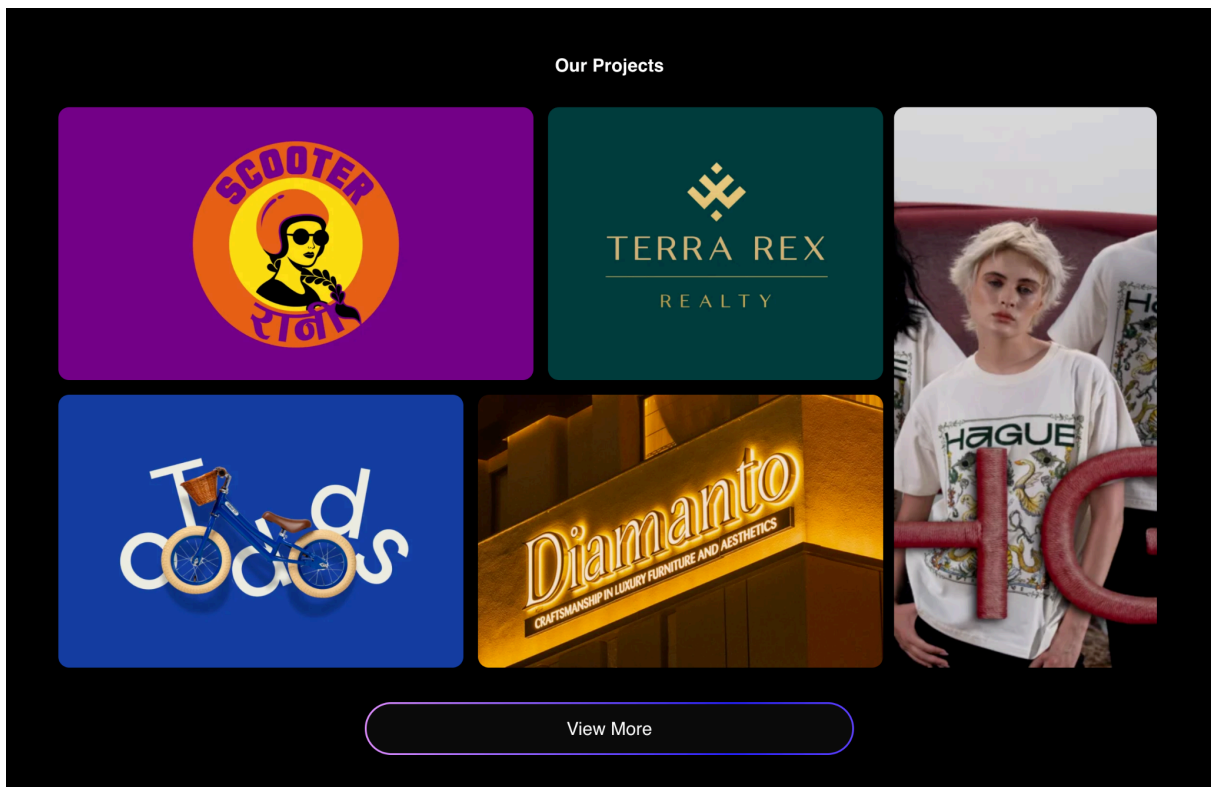 Our Projects
SCOOTER
रानी
TERRA REX
REALTY
HaGUE
Diamanto
CRAFTSMANSHIP IN LUXURY FURNITURE AND AESTHETICS
View More